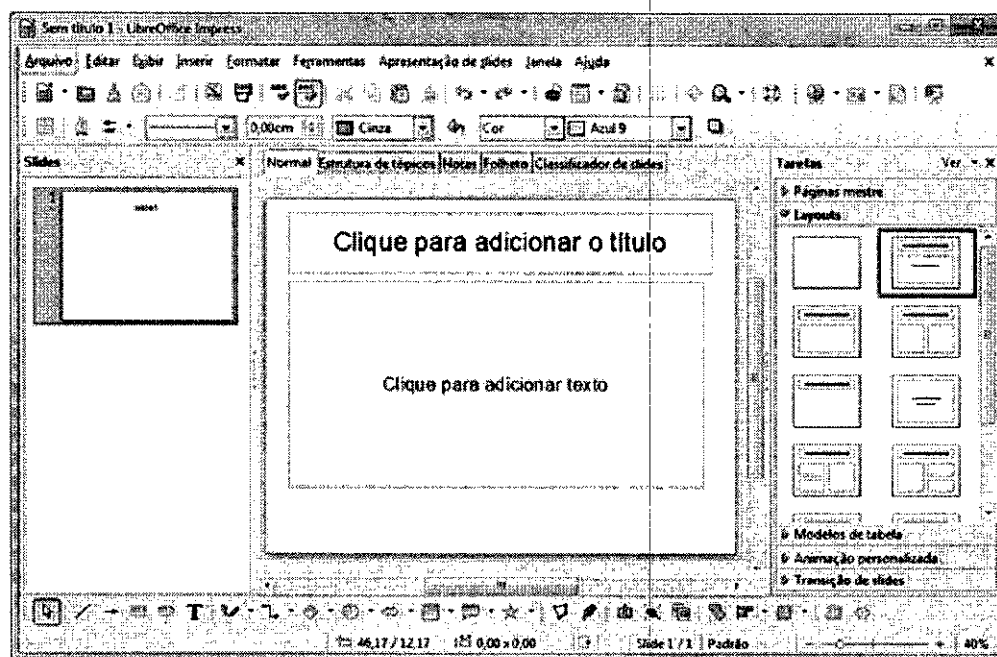 Sem título 1 - LibreOffice Impress
Arquivo Editar Exibir Inserir Formatar Ferramentas Apresentação de slides Janela Ajuda
0,00cm Cinza Cor Azul 9
Slides
Normal Estrutura de tópicos Notas Folheto Classificador de slides
Tarefas Ver
Páginas mestre
Layouts
1
Clique para adicionar o título
Clique para adicionar texto
Modelos de tabela
Animação personalizada
Transição de slides
46,17 / 12,17 0,00 x 0,00 Slide 1 / 1 Padrão 40%